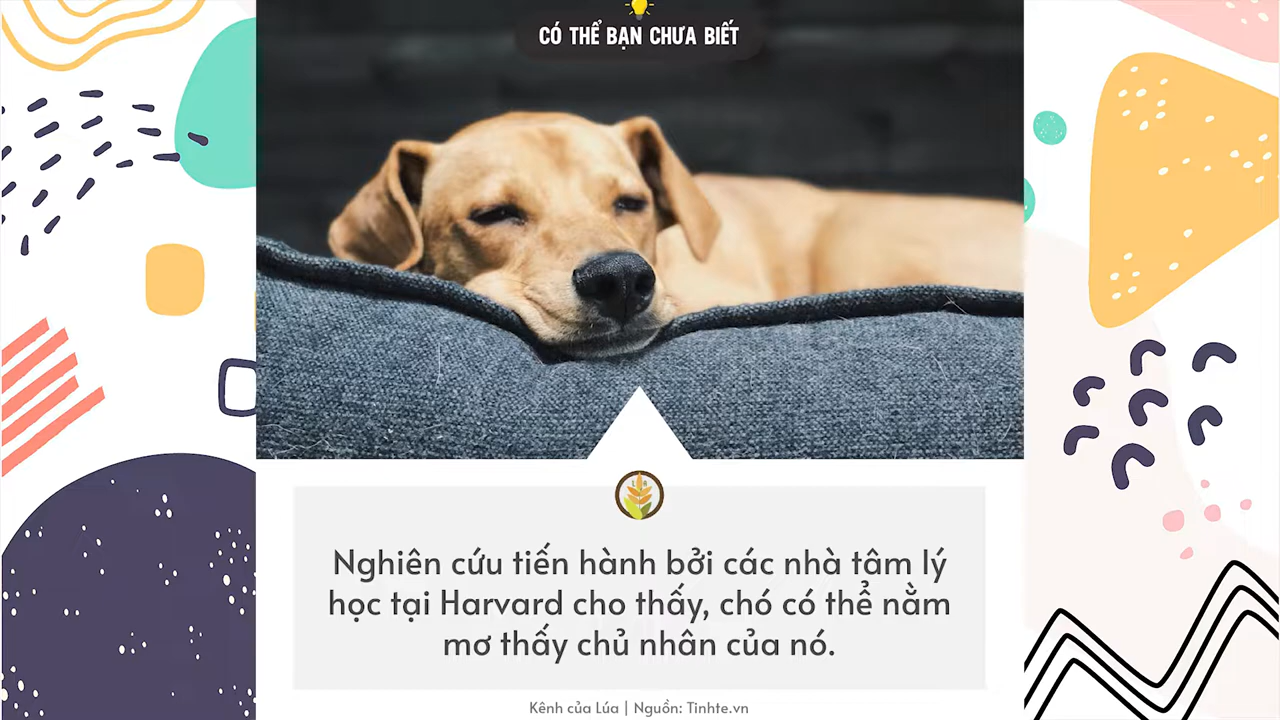 CÓ THỂ BẠN CHƯA BIẾT
Nghiên cứu tiến hành bởi các nhà tâm lý
học tại Harvard cho thấy, chó có thể nằm
mơ thấy chủ nhân của nó.
Kênh của Lúa | Nguồn: Tinhte.vn